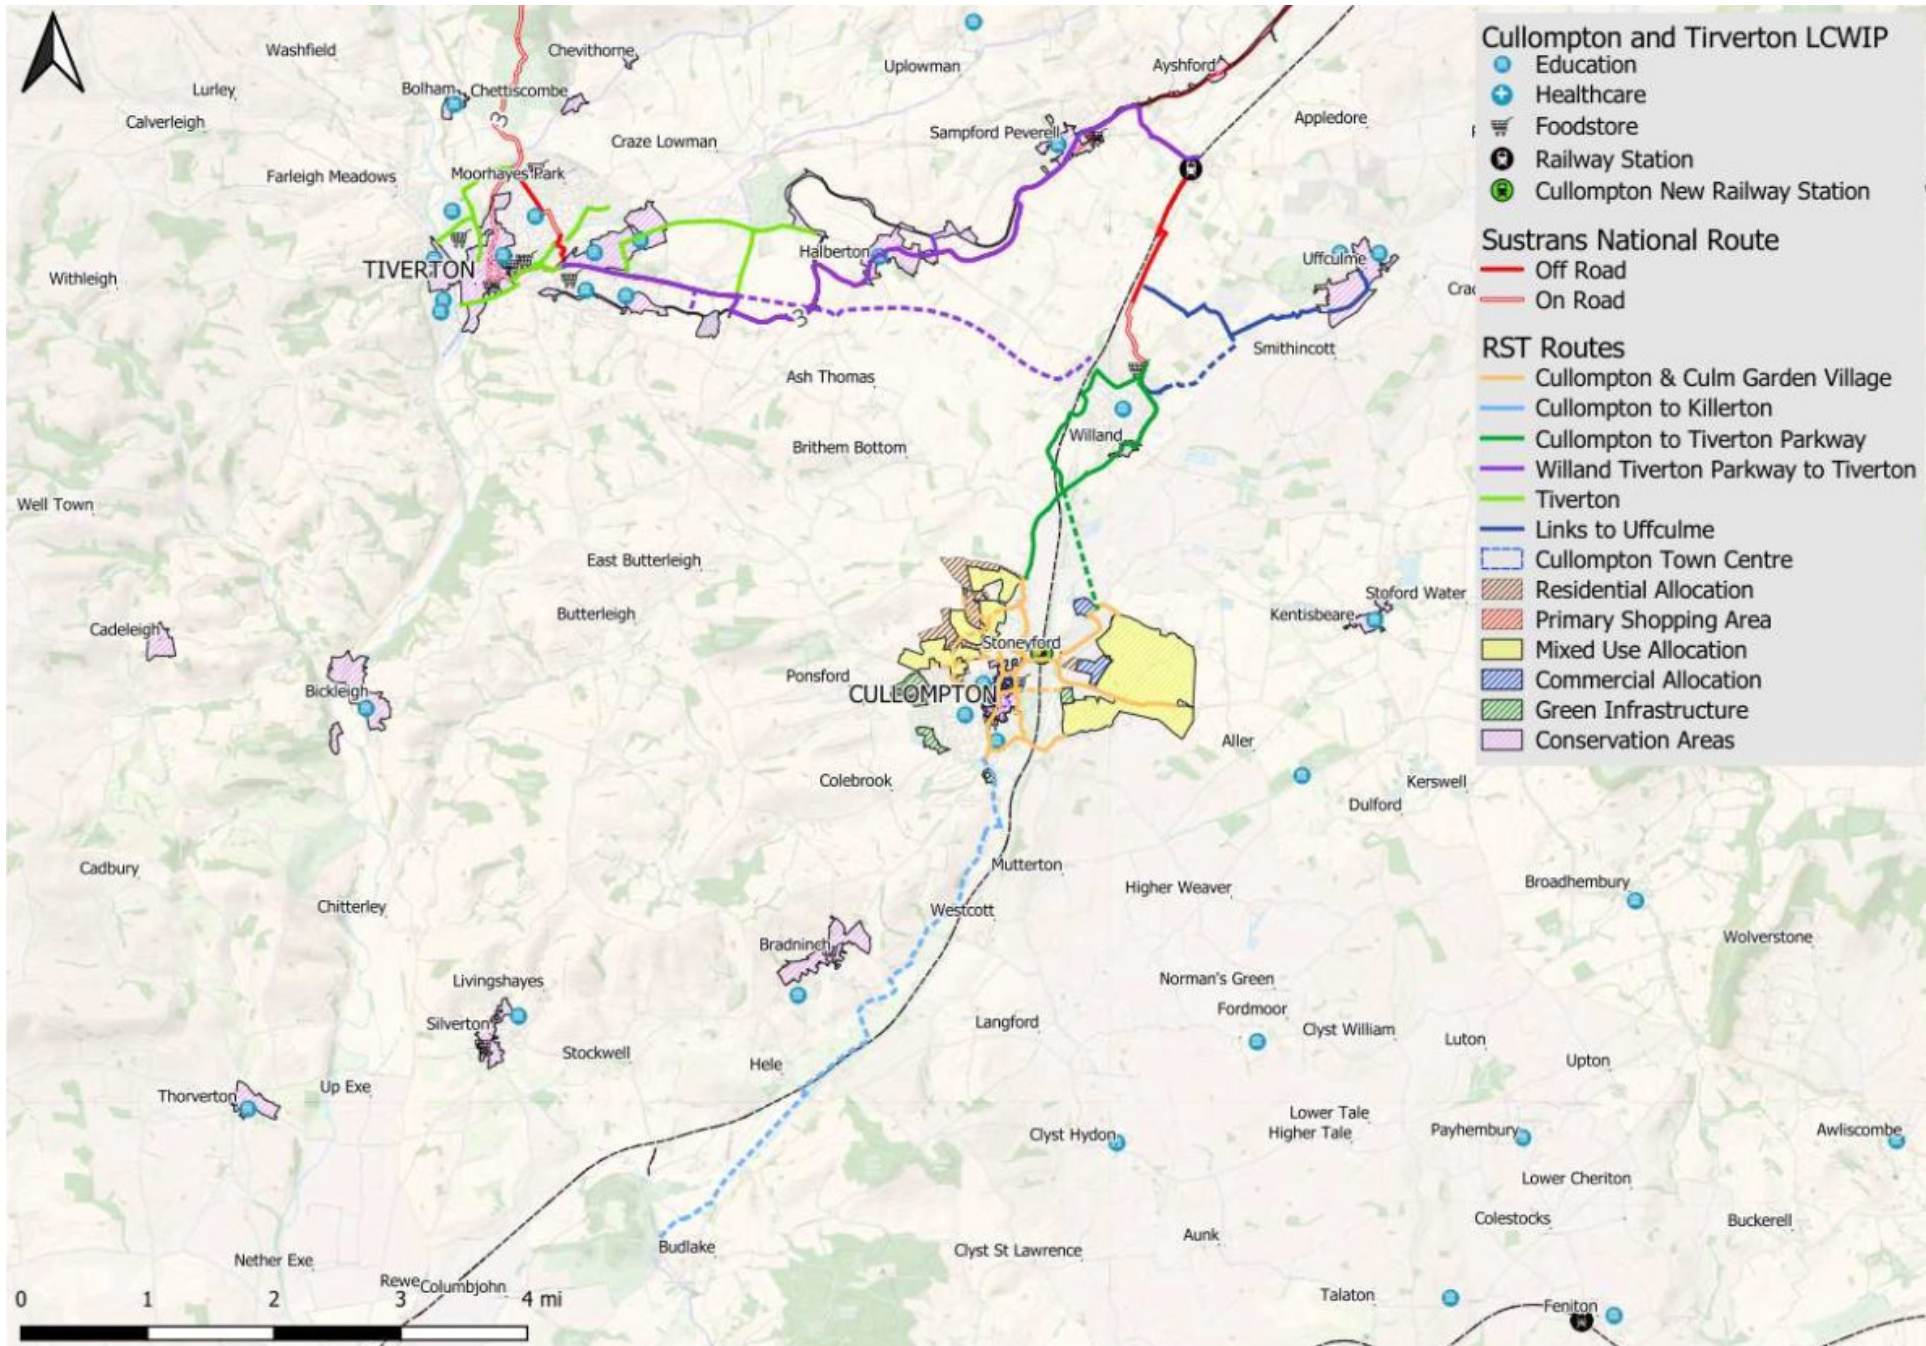 Cullompton and Tirverton LCWIP
Education
Healthcare
Foodstore
Railway Station
Cullompton New Railway Station
Sustrans National Route
Off Road
On Road
RST Routes
Cullompton & Culm Garden Village
Cullompton to Killerton
Cullompton to Tiverton Parkway
Willand Tiverton Parkway to Tiverton
Tiverton
Links to Uffculme
Cullompton Town Centre
Residential Allocation
Primary Shopping Area
Mixed Use Allocation
Commercial Allocation
Green Infrastructure
Conservation Areas
Washfield
Chevithorne
Uplowman
Ayshford
Lurley
Bolham
Chettiscombe
Calverleigh
3
Craze Lowman
Sampford Peverell
Appledore
Farleigh Meadows
Moorhayes Park
Halberton
Uffculme
TIVERTON
Withleigh
3
Smithincott
Ash Thomas
Willand
Brithem Bottom
Well Town
East Butterleigh
Butterleigh
Stoford Water
Kentisbeare
Cadeleigh
Stoneyford
Ponsford
Bickleigh
CULLOMPTON
Aller
Colebrook
Kerswell
Dulford
Cadbury
Mutterton
Higher Weaver
Broadhembury
Chitterley
Westcott
Bradninch
Wolverstone
Livingshayes
Norman's Green
Fordmoor
Silverton
Langford
Clyst William
Luton
Stockwell
Hele
Upton
Thorverton
Up Exe
Lower Tale
Clyst Hydon
Higher Tale
Payhembury
Awliscombe
Lower Cheriton
Colestocks
Buckerell
Aunk
Budlake
Clyst St Lawrence
Nether Exe
Rewe
Columbjohn
Talaton
Feniton
0 1 2 3 4 mi